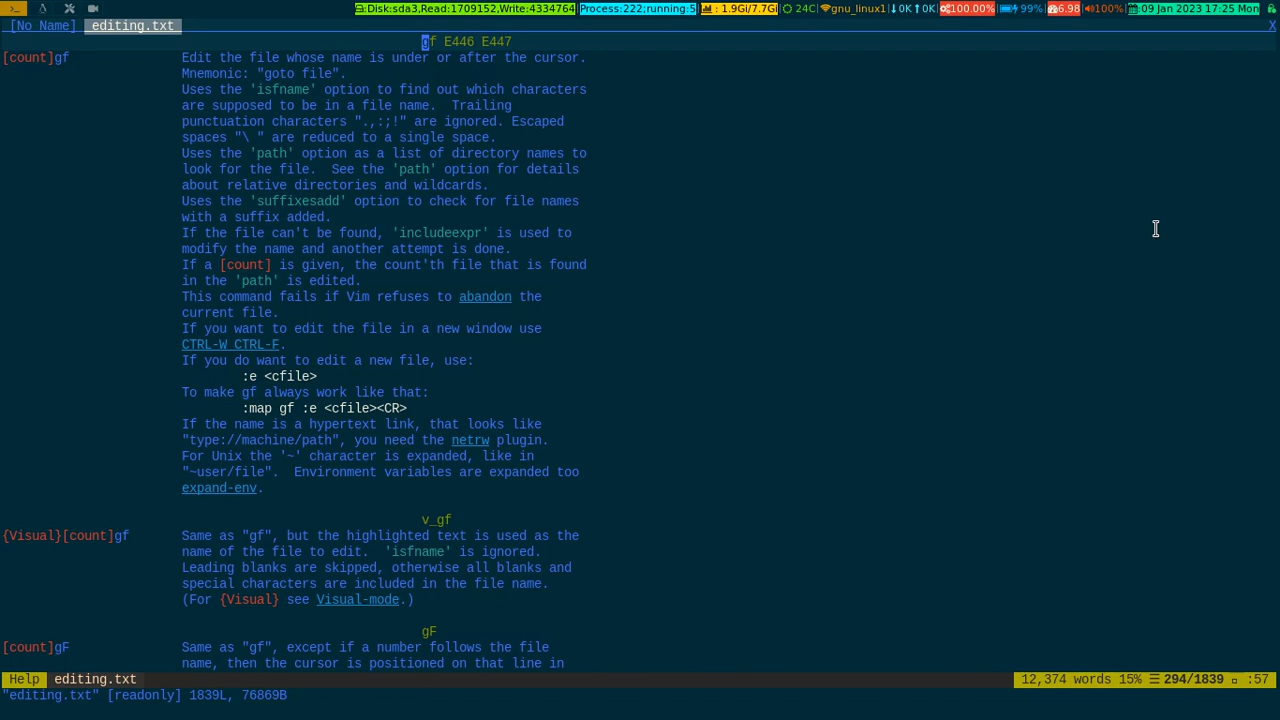 Disk:sda3,Read:1709152,Write:4334764 Process:222;running:5 : 1.9Gi/7.7G 24C gnu_linux1 0K 0K 100.00% 99% 6.98 100% 09 Jan 2023 17:25 Mon
[No Name] editing.txt X
gf E446 E447
[count]gf Edit the file whose name is under or after the cursor.
Mnemonic: "goto file".
Uses the 'isfname' option to find out which characters
are supposed to be in a file name.  Trailing
punctuation characters ".,:;!" are ignored. Escaped
spaces "\ " are reduced to a single space.
Uses the 'path' option as a list of directory names to
look for the file.  See the 'path' option for details
about relative directories and wildcards.
Uses the 'suffixesadd' option to check for file names
with a suffix added.
If the file can't be found, 'includeexpr' is used to
modify the name and another attempt is done.
If a [count] is given, the count'th file that is found
in the 'path' is edited.
This command fails if Vim refuses to abandon the
current file.
If you want to edit the file in a new window use
CTRL-W CTRL-F.
If you do want to edit a new file, use:
:e <cfile>
To make gf always work like that:
:map gf :e <cfile><CR>
If the name is a hypertext link, that looks like
"type://machine/path", you need the netrw plugin.
For Unix the '~' character is expanded, like in
"~user/file".  Environment variables are expanded too
expand-env.
v_gf
{Visual}[count]gf Same as "gf", but the highlighted text is used as the
name of the file to edit.  'isfname' is ignored.
Leading blanks are skipped, otherwise all blanks and
special characters are included in the file name.
(For {Visual} see Visual-mode.)
gF
[count]gF Same as "gf", except if a number follows the file
name, then the cursor is positioned on that line in
Help editing.txt 12,374 words 15% ☰ 294/1839 :57
"editing.txt" [readonly] 1839L, 76869B